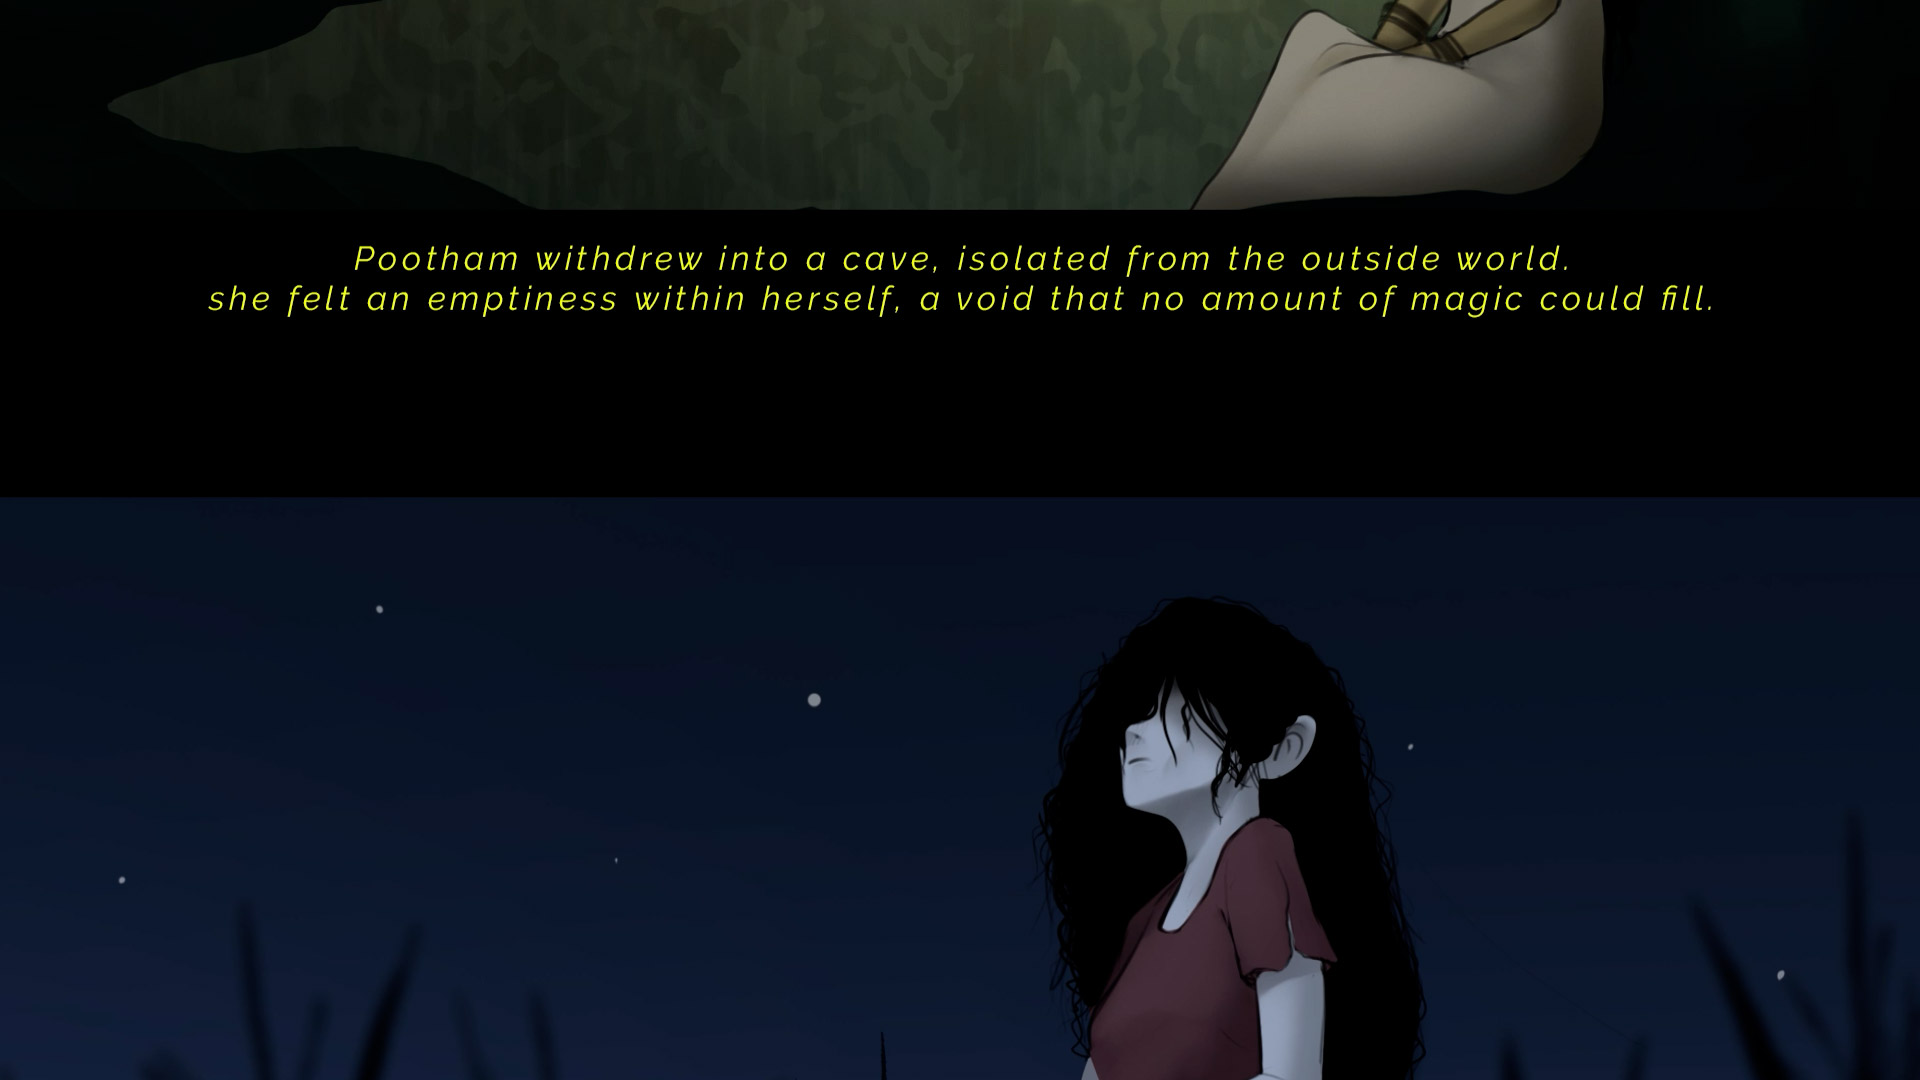 Pootham withdrew into a cave, isolated from the outside world.
she felt an emptiness within herself, a void that no amount of magic could fill.